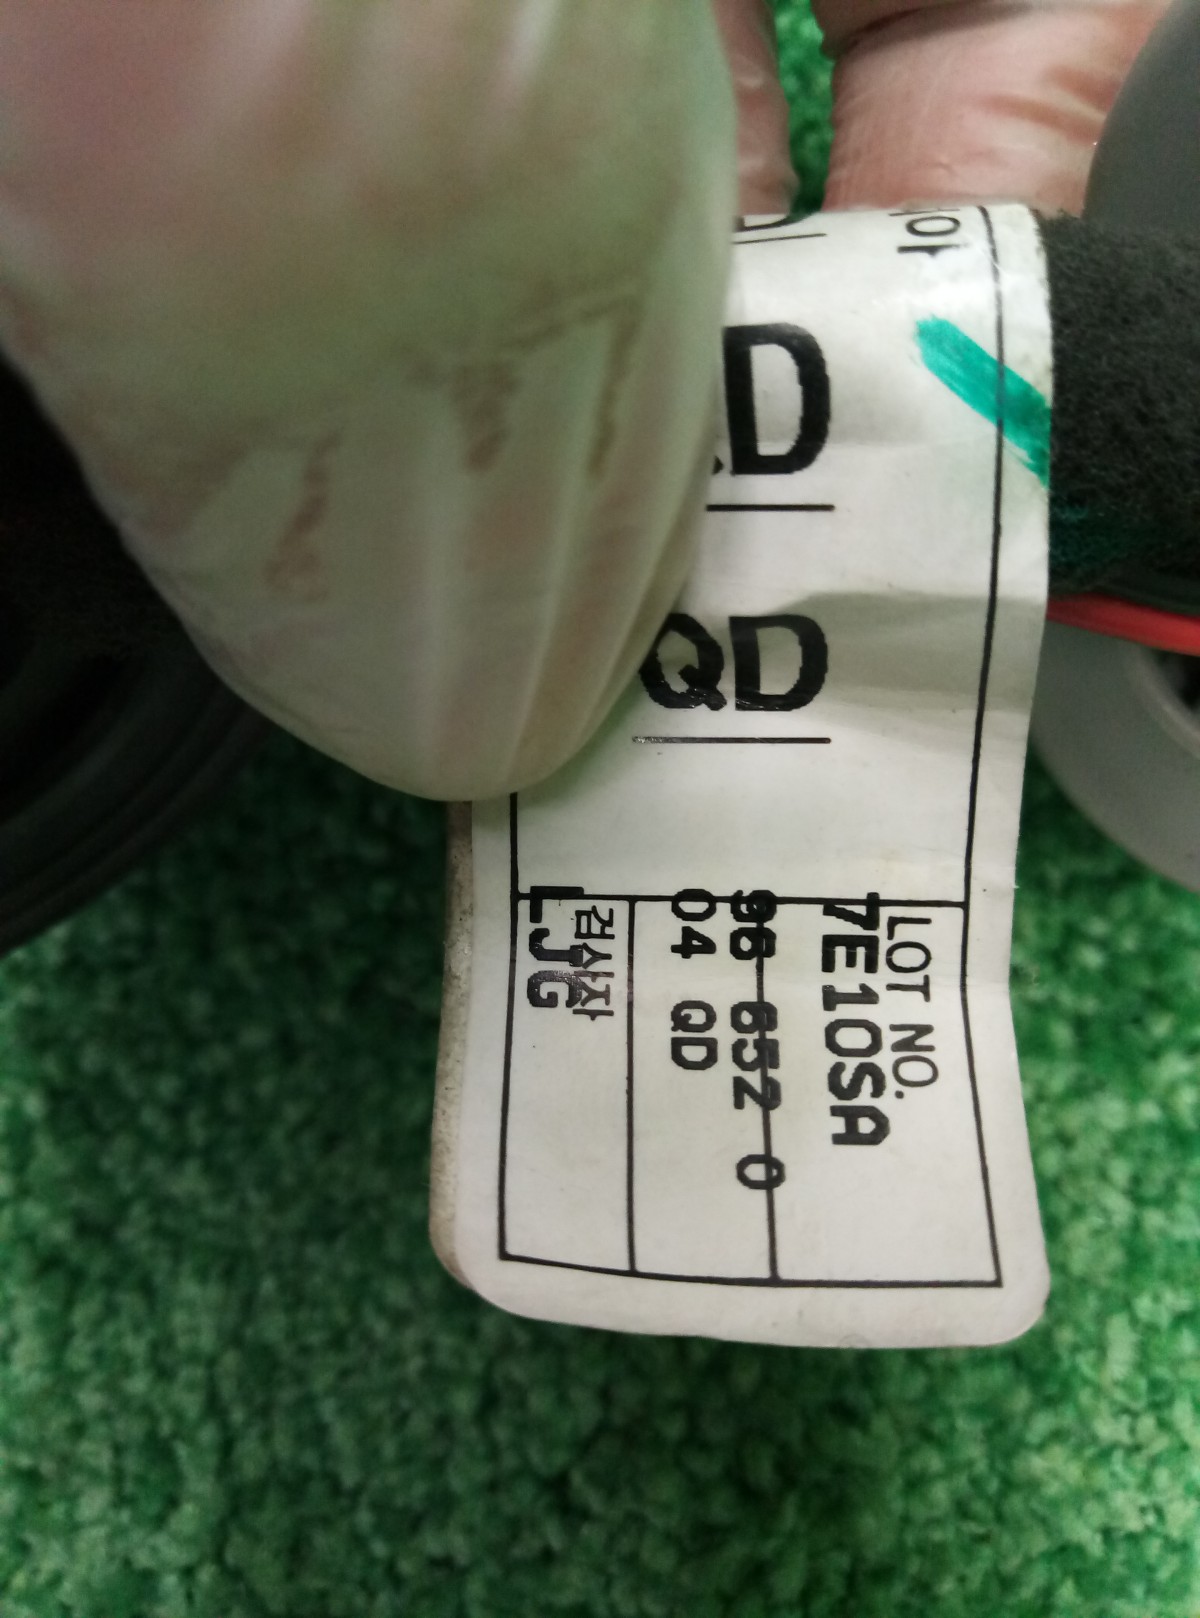 D
QD
LOT NO.
7E10SA
96 652 0
04 QD
검사자
LJG